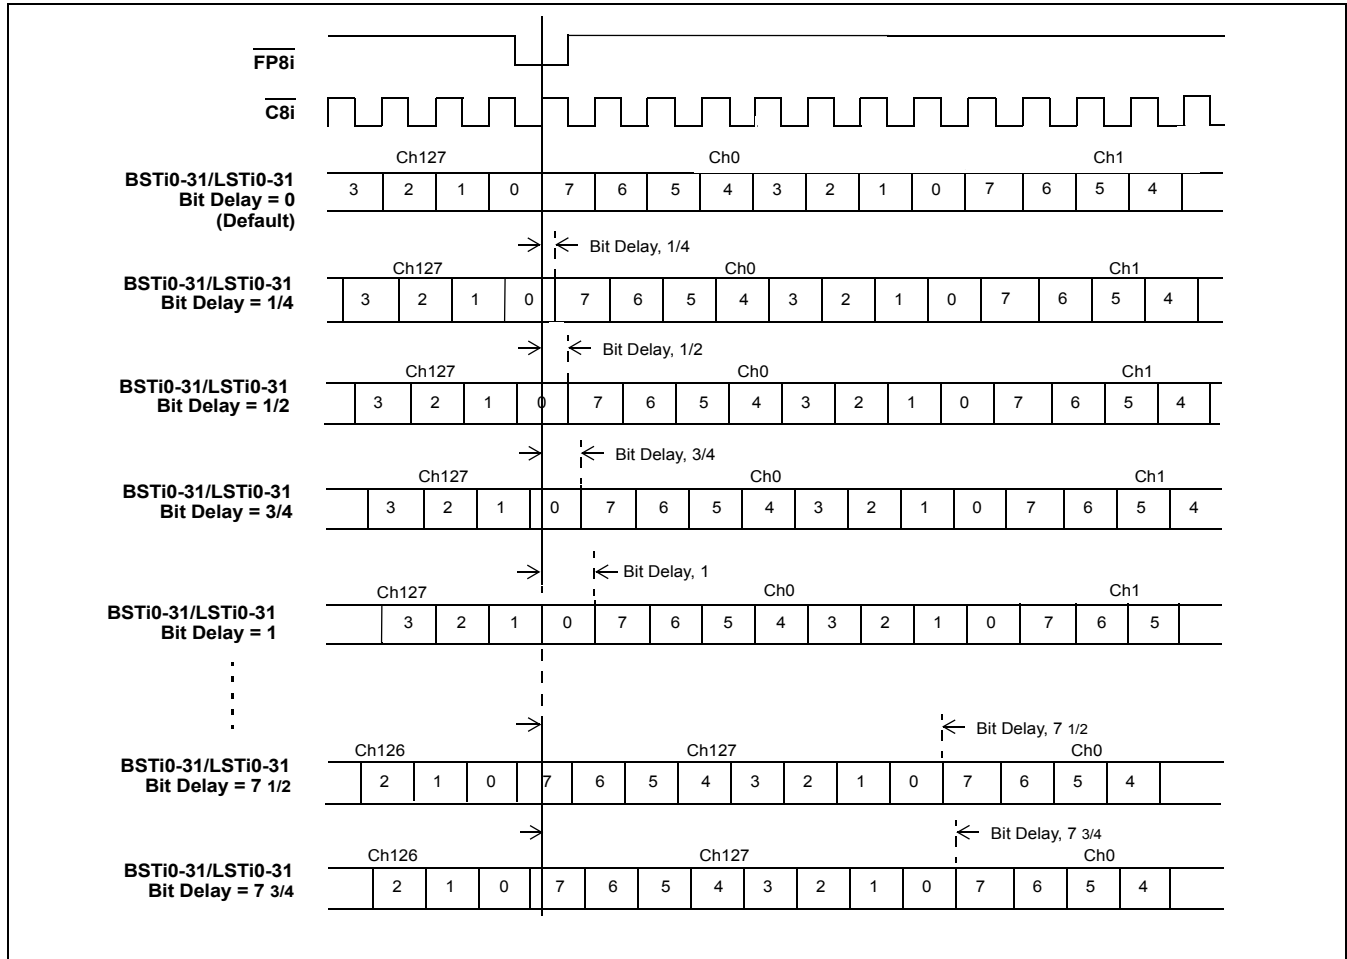 FP8i
C8i
Ch127 Ch0 Ch1
BSTi0-31/LSTi0-31
Bit Delay = 0
(Default)
3 2 1 0 7 6 5 4 3 2 1 0 7 6 5 4
Bit Delay, 1/4
Ch127 Ch0 Ch1
BSTi0-31/LSTi0-31
Bit Delay = 1/4
3 2 1 0 7 6 5 4 3 2 1 0 7 6 5 4
Bit Delay, 1/2
Ch127 Ch0 Ch1
BSTi0-31/LSTi0-31
Bit Delay = 1/2
3 2 1 0 7 6 5 4 3 2 1 0 7 6 5 4
Bit Delay, 3/4
Ch127 Ch0 Ch1
BSTi0-31/LSTi0-31
Bit Delay = 3/4
3 2 1 0 7 6 5 4 3 2 1 0 7 6 5 4
Bit Delay, 1
Ch127 Ch0 Ch1
BSTi0-31/LSTi0-31
Bit Delay = 1
3 2 1 0 7 6 5 4 3 2 1 0 7 6 5
Bit Delay, 7 1/2
Ch126 Ch127 Ch0
BSTi0-31/LSTi0-31
Bit Delay = 7 1/2
2 1 0 7 6 5 4 3 2 1 0 7 6 5 4
Bit Delay, 7 3/4
Ch126 Ch127 Ch0
BSTi0-31/LSTi0-31
Bit Delay = 7 3/4
2 1 0 7 6 5 4 3 2 1 0 7 6 5 4